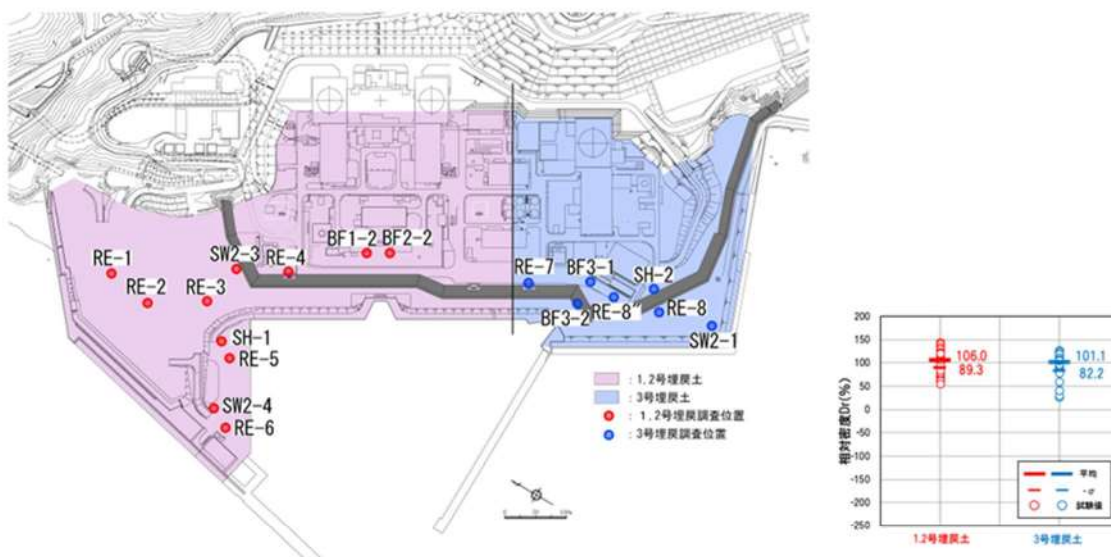 BF1-2
BF2-2
SW2-3
RE-4
RE-1
RE-2
RE-3
SH-1
RE-5
SW2-4
RE-6
RE-7
BF3-1
SH-2
RE-8"
RE-8
BF3-2
SW2-1
：1,2号埋戻土
：3号埋戻土
：1,2号埋戻調査位置
：3号埋戻調査位置
相対密度Dr(%)
200
150
100
50
0
-50
-100
-150
-200
-250
106.0
89.3
101.1
82.2
平均
-σ
試験値
1,2号埋戻土
3号埋戻土